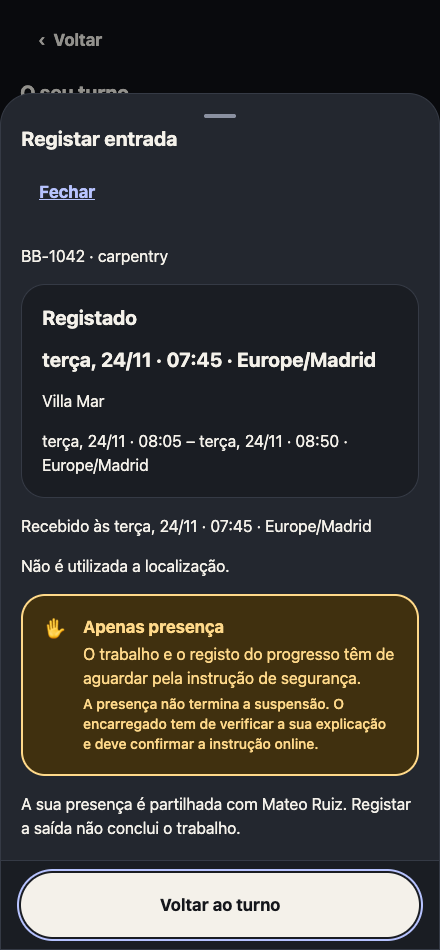 ‹ Voltar
O seu turno
Registar entrada
Fechar
BB-1042 · carpentry
Registado
terça, 24/11 · 07:45 · Europe/Madrid
Villa Mar
terça, 24/11 · 08:05 – terça, 24/11 · 08:50 ·
Europe/Madrid
Recebido às terça, 24/11 · 07:45 · Europe/Madrid
Não é utilizada a localização.
Apenas presença
O trabalho e o registo do progresso têm de
aguardar pela instrução de segurança.
A presença não termina a suspensão. O
encarregado tem de verificar a sua explicação
e deve confirmar a instrução online.
A sua presença é partilhada com Mateo Ruiz. Registar
a saída não conclui o trabalho.
Voltar ao turno